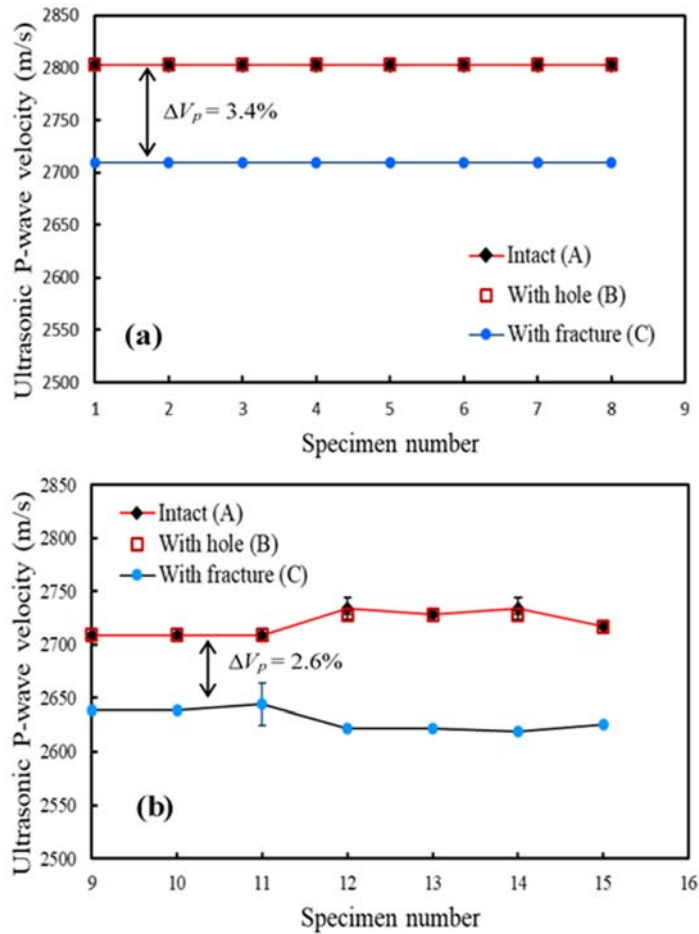 Ultrasonic P-wave velocity (m/s)
2850
2800
2750
2700
2650
2600
2550
2500
ΔVp = 3.4%
Intact (A)
With hole (B)
With fracture (C)
(a)
1 2 3 4 5 6 7 8 9
Specimen number
Ultrasonic P-wave velocity (m/s)
2850
2800
2750
2700
2650
2600
2550
2500
Intact (A)
With hole (B)
With fracture (C)
ΔVp = 2.6%
(b)
9 10 11 12 13 14 15 16
Specimen number